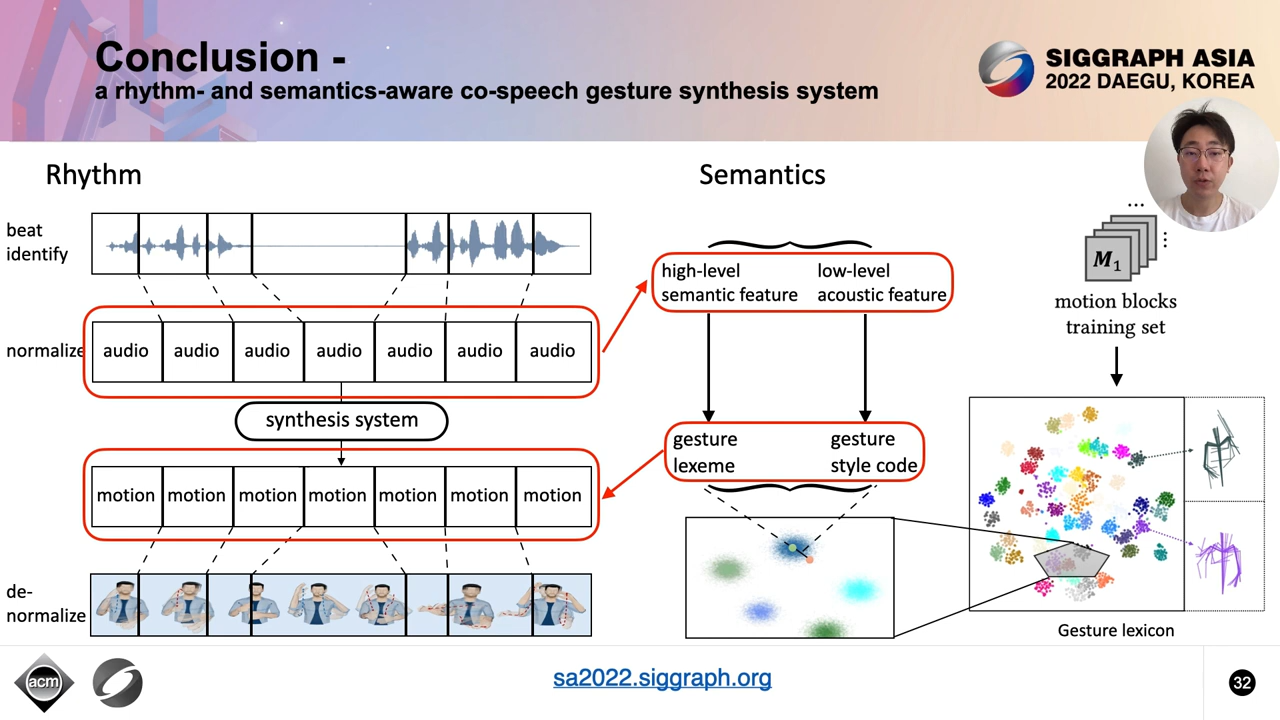 Conclusion -
a rhythm- and semantics-aware co-speech gesture synthesis system
SIGGRAPH ASIA
2022 DAEGU, KOREA
Rhythm
beat
identify
normalize
audio audio audio audio audio audio audio
synthesis system
motion motion motion motion motion motion motion
de-
normalize
Semantics
high-level
semantic feature
low-level
acoustic feature
gesture
lexeme
gesture
style code
...
M1
motion blocks
training set
Gesture lexicon
acm
sa2022.siggraph.org
32